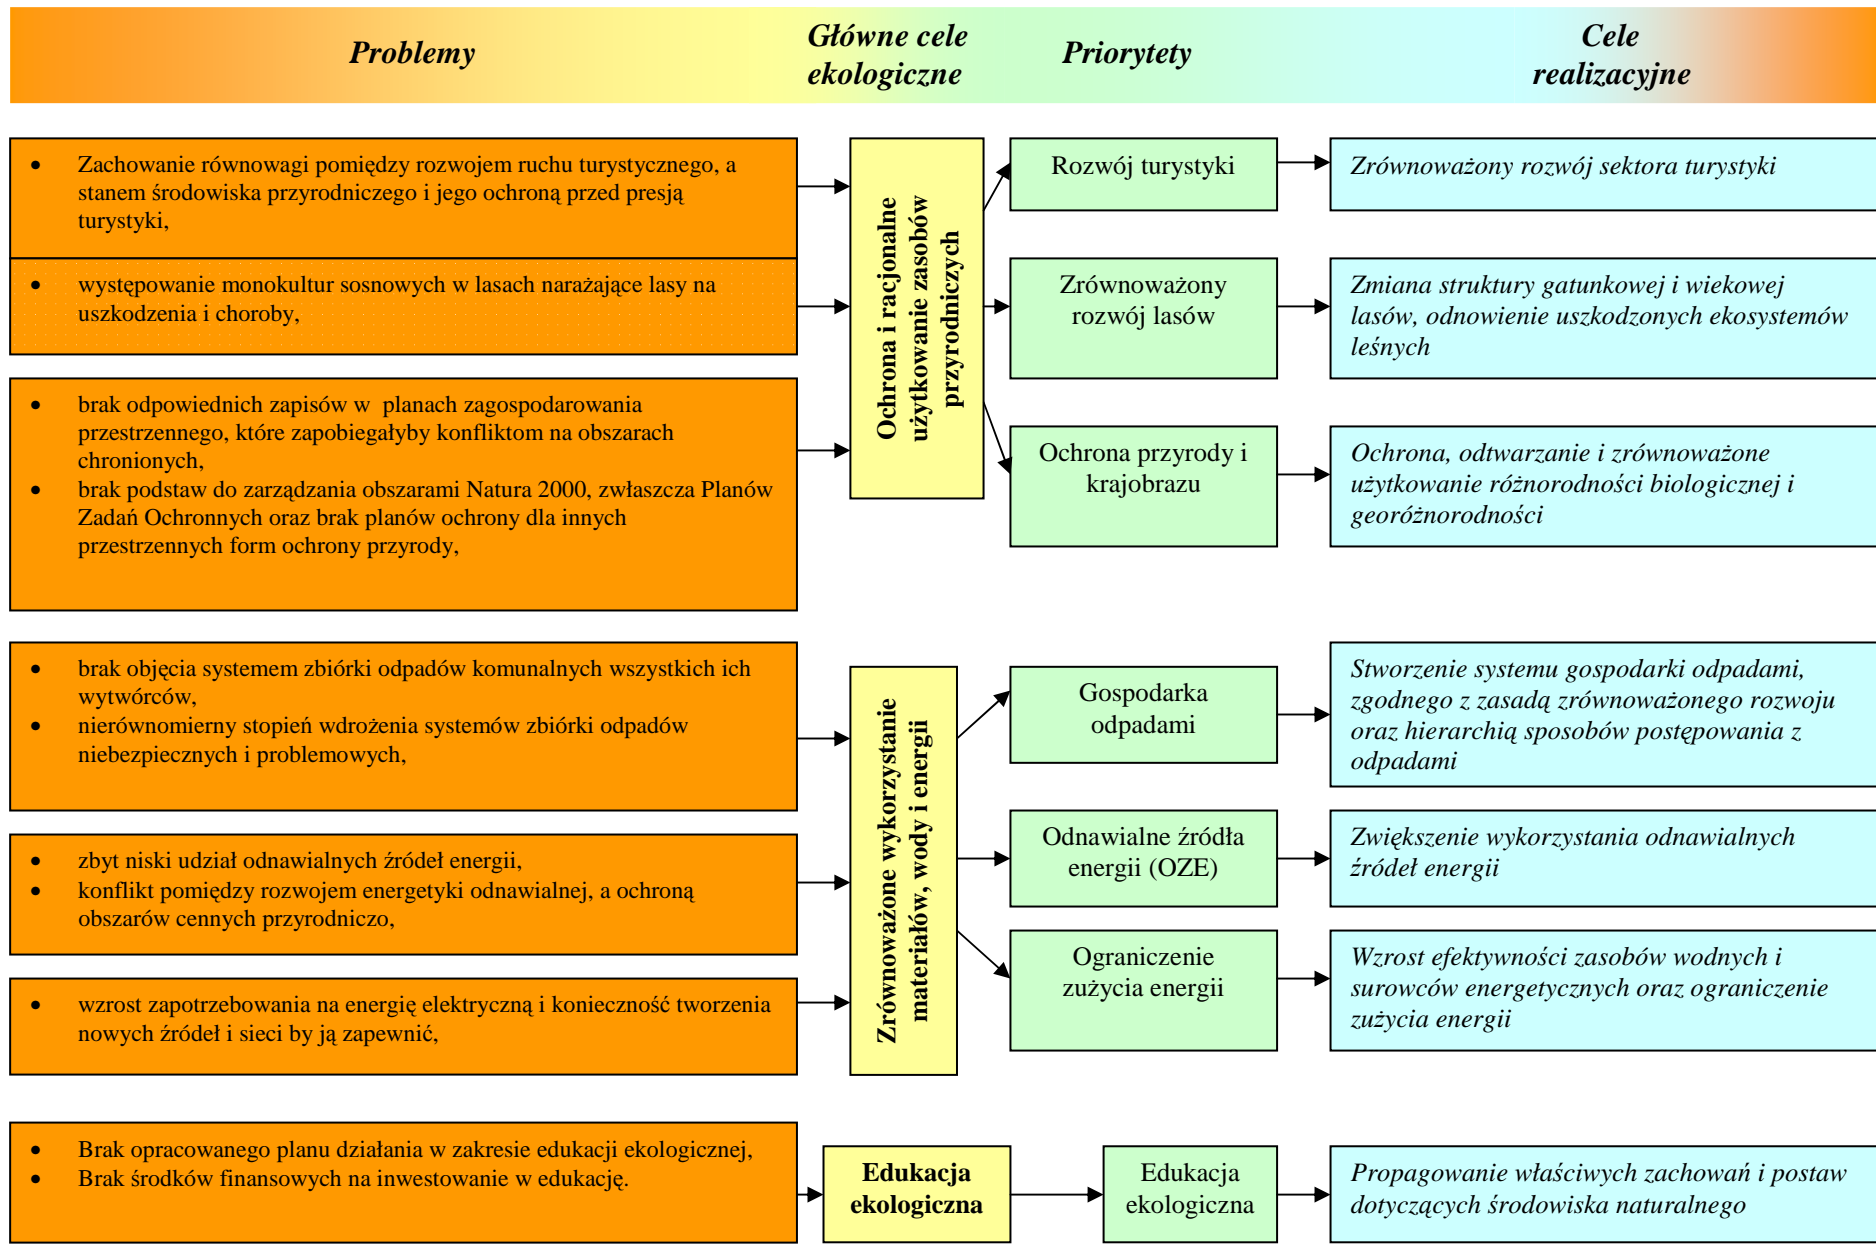 Problemy
Główne cele
ekologiczne
Priorytety
Cele
realizacyjne
• Zachowanie równowagi pomiędzy rozwojem ruchu turystycznego, a
stanem środowiska przyrodniczego i jego ochroną przed presją
turystyki,
• występowanie monokultur sosnowych w lasach narażające lasy na
uszkodzenia i choroby,
• brak odpowiednich zapisów w planach zagospodarowania
przestrzennego, które zapobiegałyby konfliktom na obszarach
chronionych,
• brak podstaw do zarządzania obszarami Natura 2000, zwłaszcza Planów
Zadań Ochronnych oraz brak planów ochrony dla innych
przestrzennych form ochrony przyrody,
Ochrona i racjonalne
użytkowanie zasobów
przyrodniczych
Rozwój turystyki
Zrównoważony rozwój sektora turystyki
Zrównoważony
rozwój lasów
Zmiana struktury gatunkowej i wiekowej
lasów, odnowienie uszkodzonych ekosystemów
leśnych
Ochrona przyrody i
krajobrazu
Ochrona, odtwarzanie i zrównoważone
użytkowanie różnorodności biologicznej i
georóżnorodności
• brak objęcia systemem zbiórki odpadów komunalnych wszystkich ich
wytwórców,
• nierównomierny stopień wdrożenia systemów zbiórki odpadów
niebezpiecznych i problemowych,
• zbyt niski udział odnawialnych źródeł energii,
• konflikt pomiędzy rozwojem energetyki odnawialnej, a ochroną
obszarów cennych przyrodniczo,
• wzrost zapotrzebowania na energię elektryczną i konieczność tworzenia
nowych źródeł i sieci by ją zapewnić,
Zrównoważone wykorzystanie
materiałów, wody i energii
Gospodarka
odpadami
Stworzenie systemu gospodarki odpadami,
zgodnego z zasadą zrównoważonego rozwoju
oraz hierarchią sposobów postępowania z
odpadami
Odnawialne źródła
energii (OZE)
Zwiększenie wykorzystania odnawialnych
źródeł energii
Ograniczenie
zużycia energii
Wzrost efektywności zasobów wodnych i
surowców energetycznych oraz ograniczenie
zużycia energii
• Brak opracowanego planu działania w zakresie edukacji ekologicznej,
• Brak środków finansowych na inwestowanie w edukację.
Edukacja
ekologiczna
Edukacja
ekologiczna
Propagowanie właściwych zachowań i postaw
dotyczących środowiska naturalnego